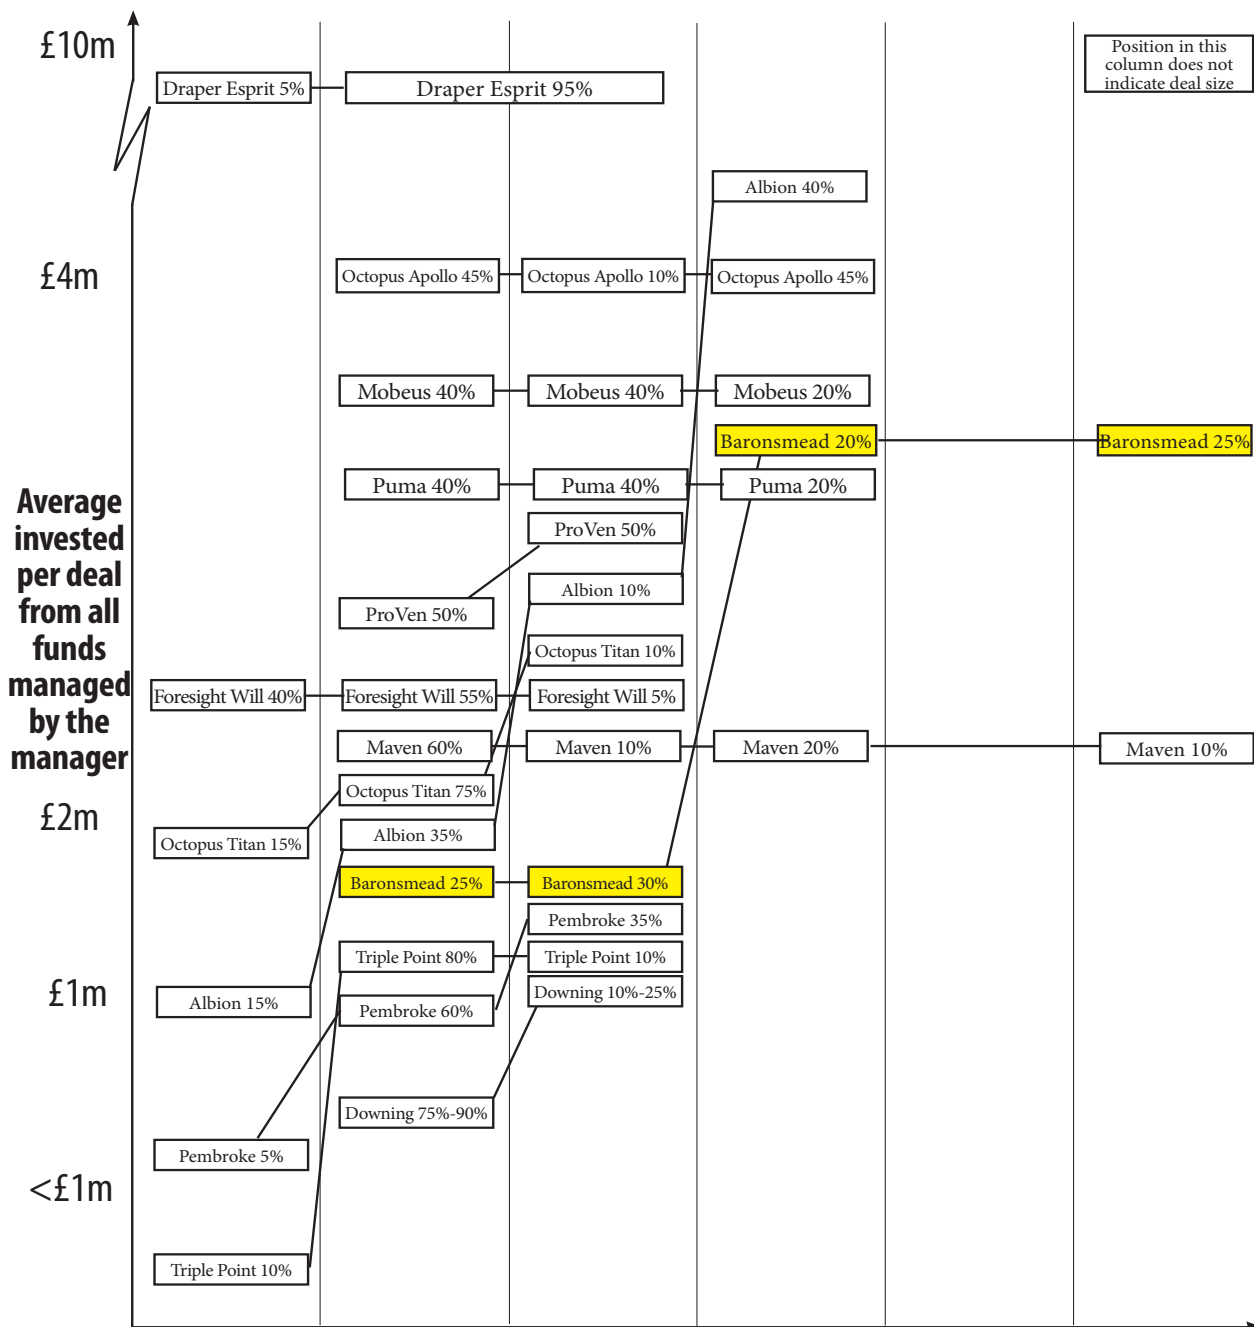 £10m
Position in this
column does not
indicate deal size
Draper Esprit 5%
Draper Esprit 95%
Albion 40%
£4m
Octopus Apollo 45%
Octopus Apollo 10%
Octopus Apollo 45%
Mobeus 40%
Mobeus 40%
Mobeus 20%
Baronsmead 20%
Baronsmead 25%
Puma 40%
Puma 40%
Puma 20%
Average
invested
per deal
from all
funds
managed
by the
manager
ProVen 50%
Albion 10%
ProVen 50%
Octopus Titan 10%
Foresight Will 40%
Foresight Will 55%
Foresight Will 5%
Maven 60%
Maven 10%
Maven 20%
Maven 10%
Octopus Titan 75%
£2m
Octopus Titan 15%
Albion 35%
Baronsmead 25%
Baronsmead 30%
Pembroke 35%
Triple Point 80%
Triple Point 10%
£1m
Downing 10%-25%
Albion 15%
Pembroke 60%
Downing 75%-90%
Pembroke 5%
<£1m
Triple Point 10%